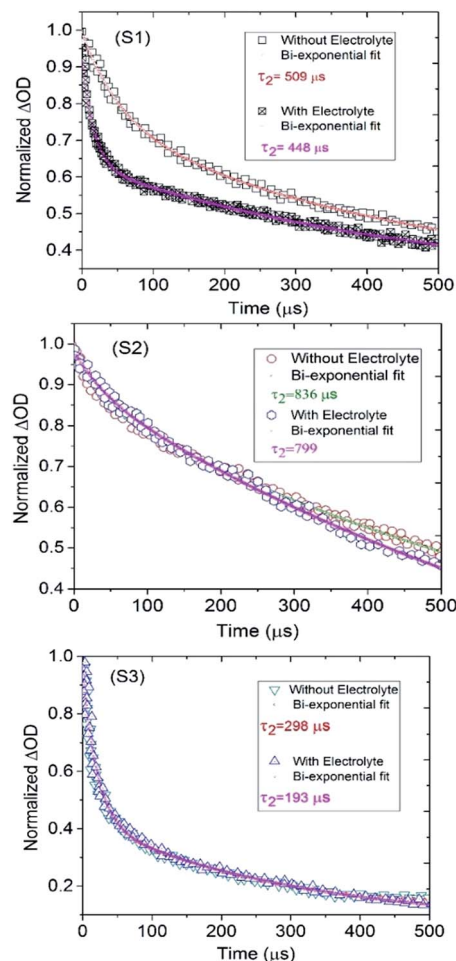 (S1)
Without Electrolyte
Bi-exponential fit
τ2= 509 μs
With Electrolyte
Bi-exponential fit
τ2= 448 μs
Normalized ΔOD
1.0
0.9
0.8
0.7
0.6
0.5
0.4
0 100 200 300 400 500
Time (μs)
(S2)
Without Electrolyte
Bi-exponential fit
τ2=836 μs
With Electrolyte
Bi-exponential fit
τ2=799
Normalized ΔOD
1.0
0.9
0.8
0.7
0.6
0.5
0.4
0 100 200 300 400 500
Time (μs)
(S3)
Without Electrolyte
Bi-exponential fit
τ2=298 μs
With Electrolyte
Bi-exponential fit
τ2=193 μs
Normalized ΔOD
1.0
0.8
0.6
0.4
0.2
0 100 200 300 400 500
Time (μs)